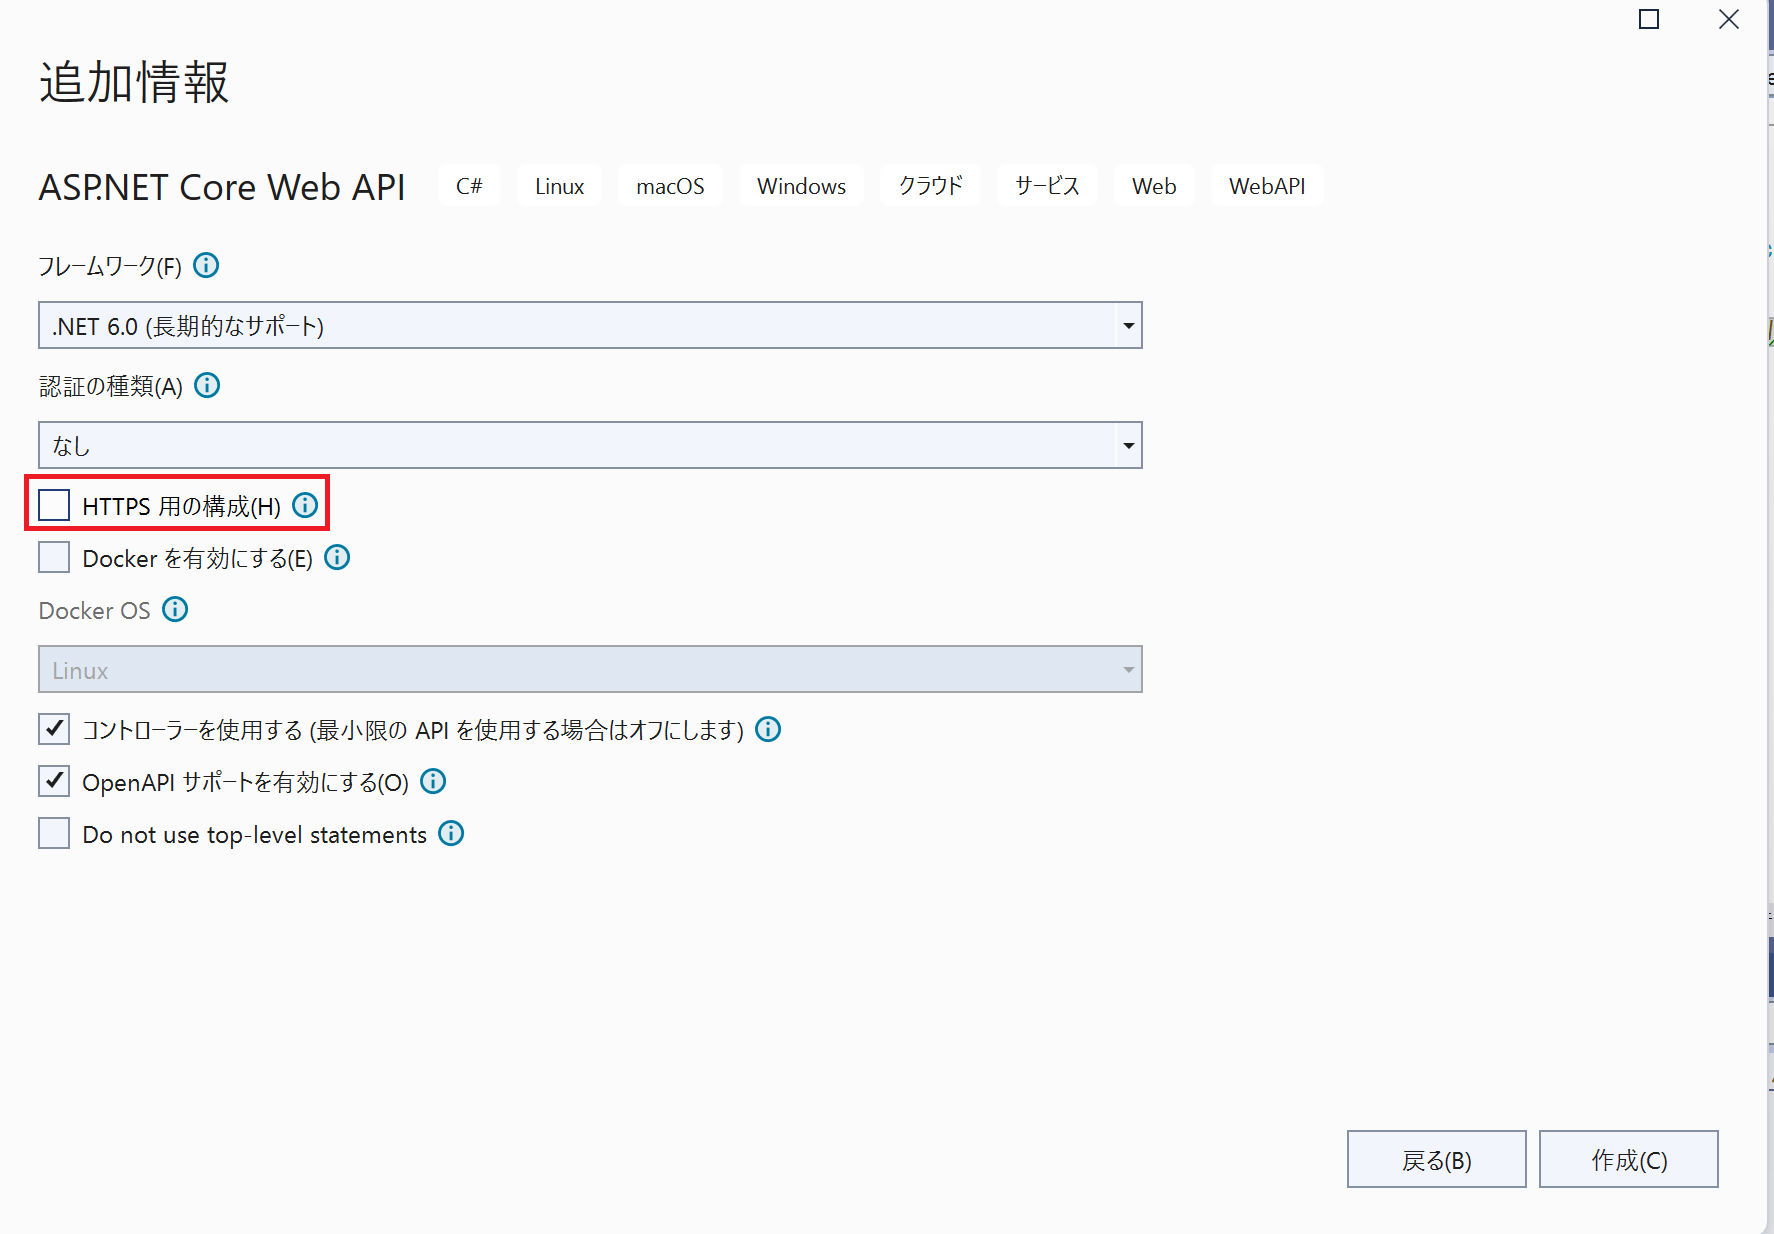 追加情報
ASP.NET Core Web API C# Linux macOS Windows クラウド サービス Web WebAPI
フレームワーク(F)
.NET 6.0 (長期的なサポート)
認証の種類(A)
なし
HTTPS 用の構成(H)
Docker を有効にする(E)
Docker OS
Linux
コントローラーを使用する (最小限の API を使用する場合はオフにします)
OpenAPI サポートを有効にする(O)
Do not use top-level statements
戻る(B) 作成(C)